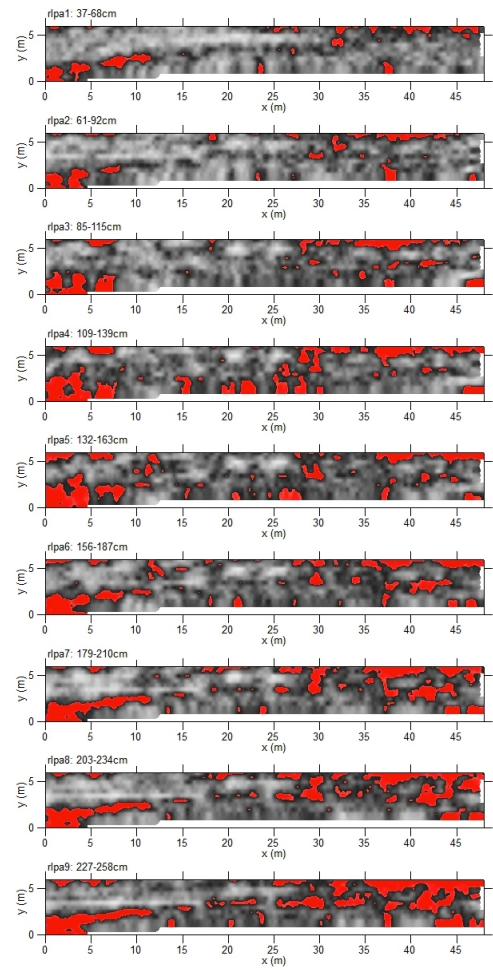 rlpa1: 37-68cm
y (m)
5
0
0 5 10 15 20 25 30 35 40 45
x (m)
rlpa2: 61-92cm
y (m)
5
0
0 5 10 15 20 25 30 35 40 45
x (m)
rlpa3: 85-115cm
y (m)
5
0
0 5 10 15 20 25 30 35 40 45
x (m)
rlpa4: 109-139cm
y (m)
5
0
0 5 10 15 20 25 30 35 40 45
x (m)
rlpa5: 132-163cm
y (m)
5
0
0 5 10 15 20 25 30 35 40 45
x (m)
rlpa6: 156-187cm
y (m)
5
0
0 5 10 15 20 25 30 35 40 45
x (m)
rlpa7: 179-210cm
y (m)
5
0
0 5 10 15 20 25 30 35 40 45
x (m)
rlpa8: 203-234cm
y (m)
5
0
0 5 10 15 20 25 30 35 40 45
x (m)
rlpa9: 227-258cm
y (m)
5
0
0 5 10 15 20 25 30 35 40 45
x (m)